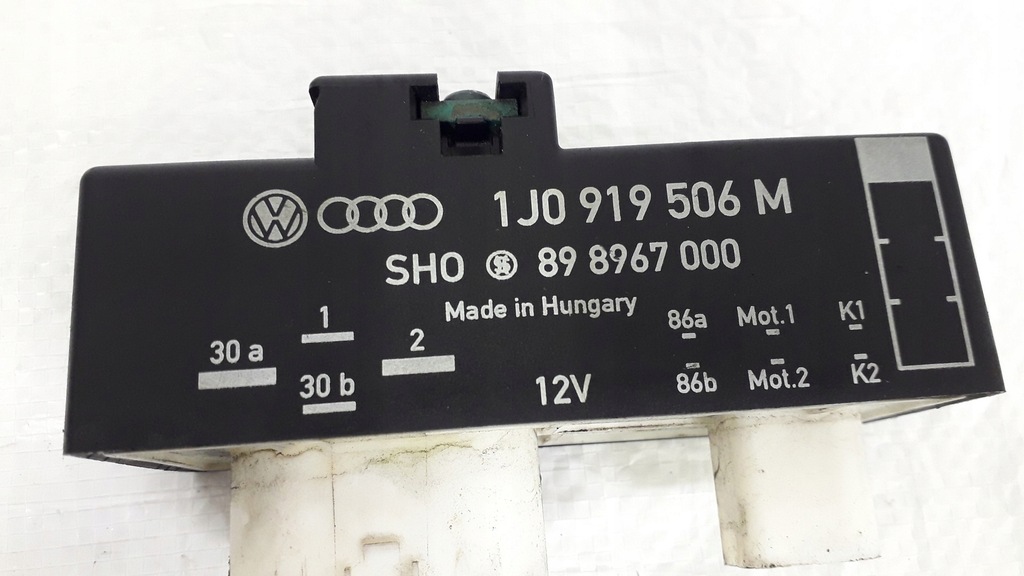 1J0 919 506 M
SHO 89 8967 000
Made in Hungary
30 a
1
30 b
2
12V
86a
86b
Mot.1
Mot.2
K1
K2